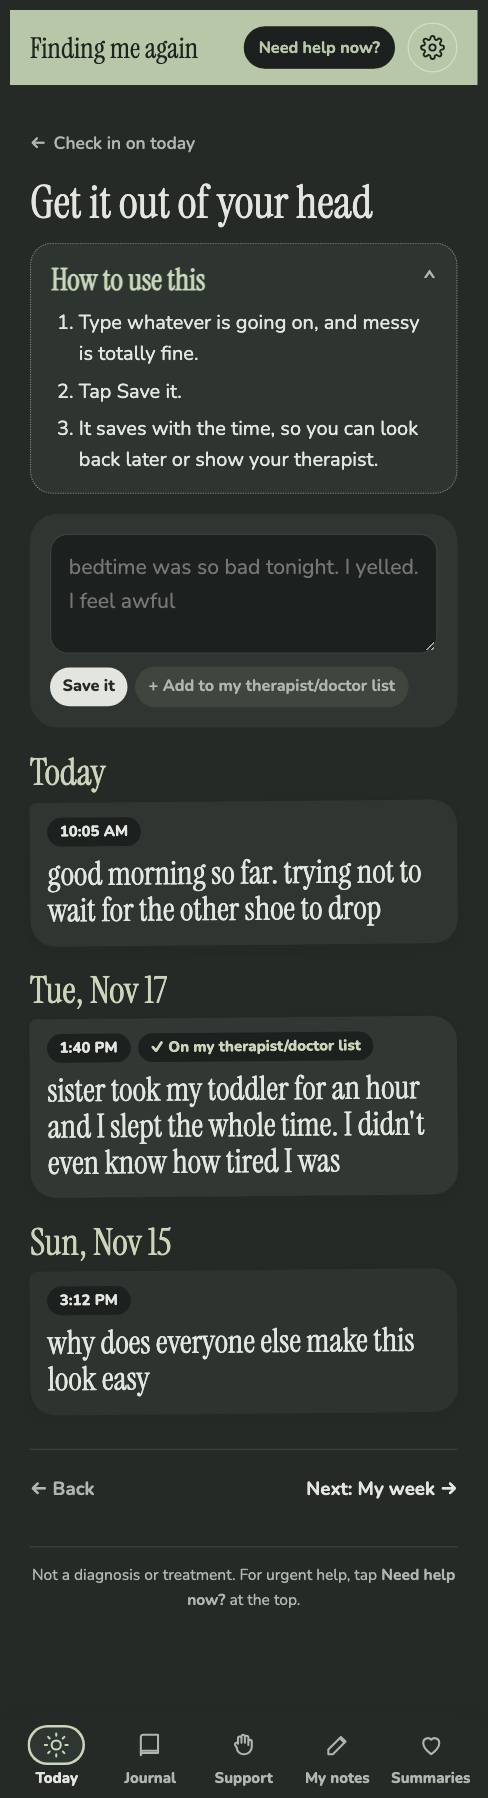 Finding me again
Need help now?
← Check in on today
Get it out of your head
How to use this
1. Type whatever is going on, and messy
is totally fine.
2. Tap Save it.
3. It saves with the time, so you can look
back later or show your therapist.
bedtime was so bad tonight. I yelled.
I feel awful
Save it
+ Add to my therapist/doctor list
Today
10:05 AM
good morning so far. trying not to
wait for the other shoe to drop
Tue, Nov 17
1:40 PM
✓ On my therapist/doctor list
sister took my toddler for an hour
and I slept the whole time. I didn't
even know how tired I was
Sun, Nov 15
3:12 PM
why does everyone else make this
look easy
← Back
Next: My week →
Not a diagnosis or treatment. For urgent help, tap Need help
now? at the top.
Today
Journal
Support
My notes
Summaries